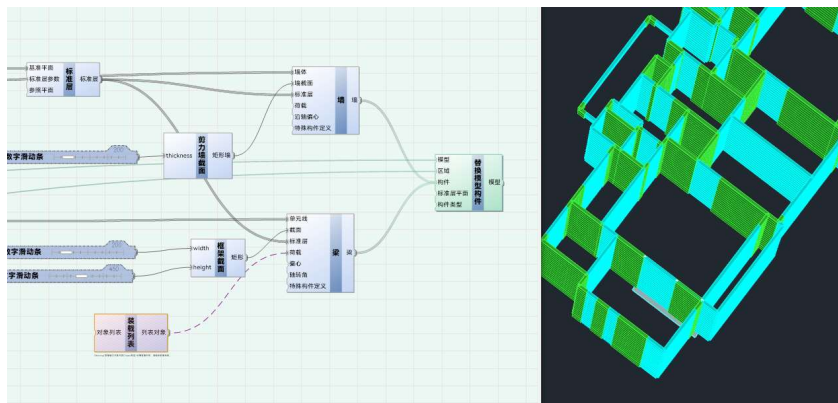 基准平面
标准层参数
参照平面
标准层
标准层
墙体
墙截面
标准层
荷载
沿轴偏心
特殊构件定义
墙
墙
数字滑动条
thickness
剪力墙截面
矩形墙
模型
区域
构件
标准层平面
构件类型
替换模型构件
模型
单元线
截面
标准层
荷载
偏心
随转角
特殊构件定义
梁
梁
数字滑动条
数字滑动条
450
width
height
框架截面
矩形
对象列表
装载列表
列表对象